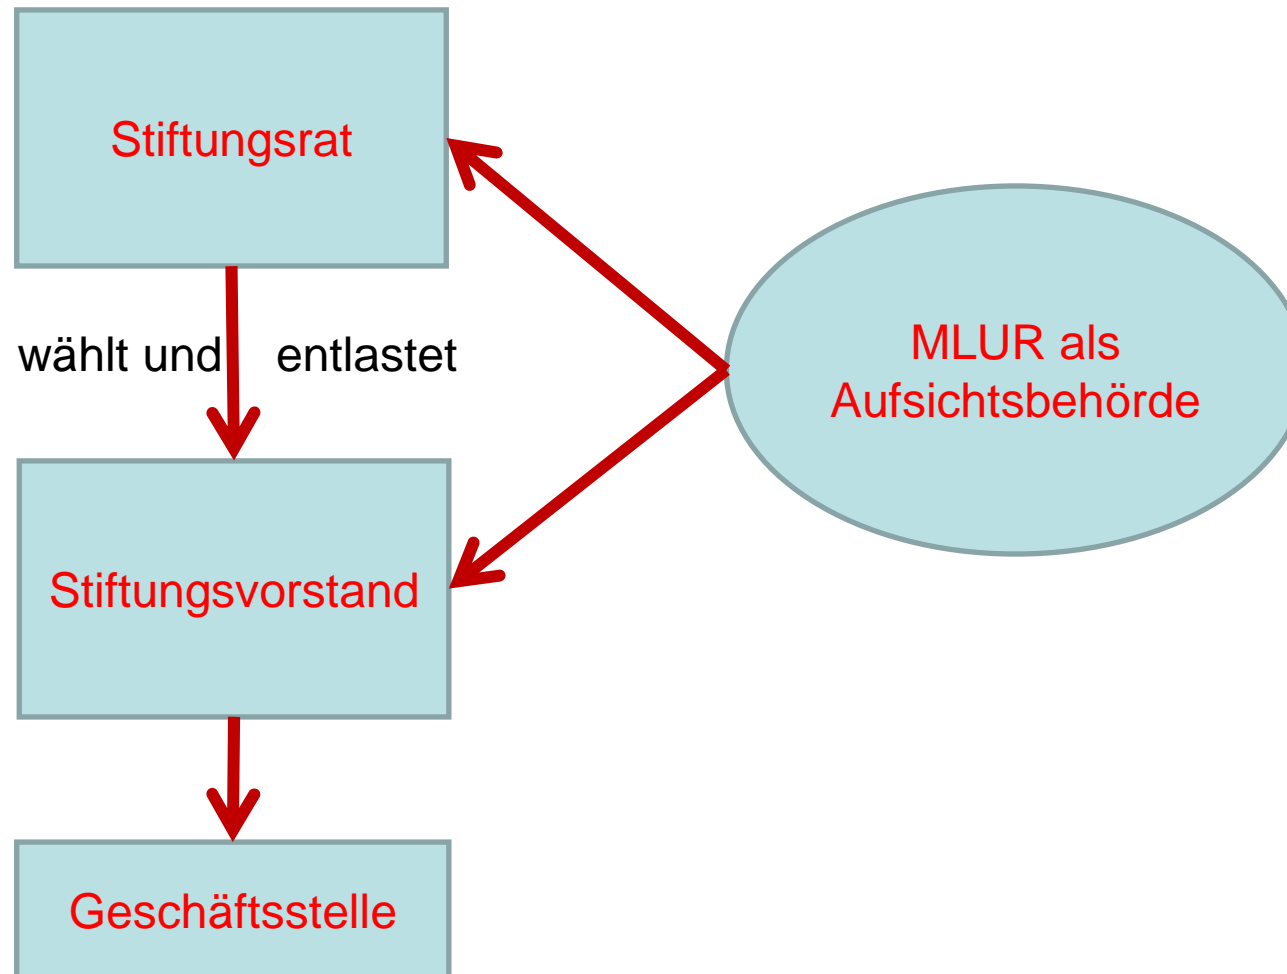 Stiftungsrat
wählt und entlastet
MLUR als
Aufsichtsbehörde
Stiftungsvorstand
Geschäftsstelle